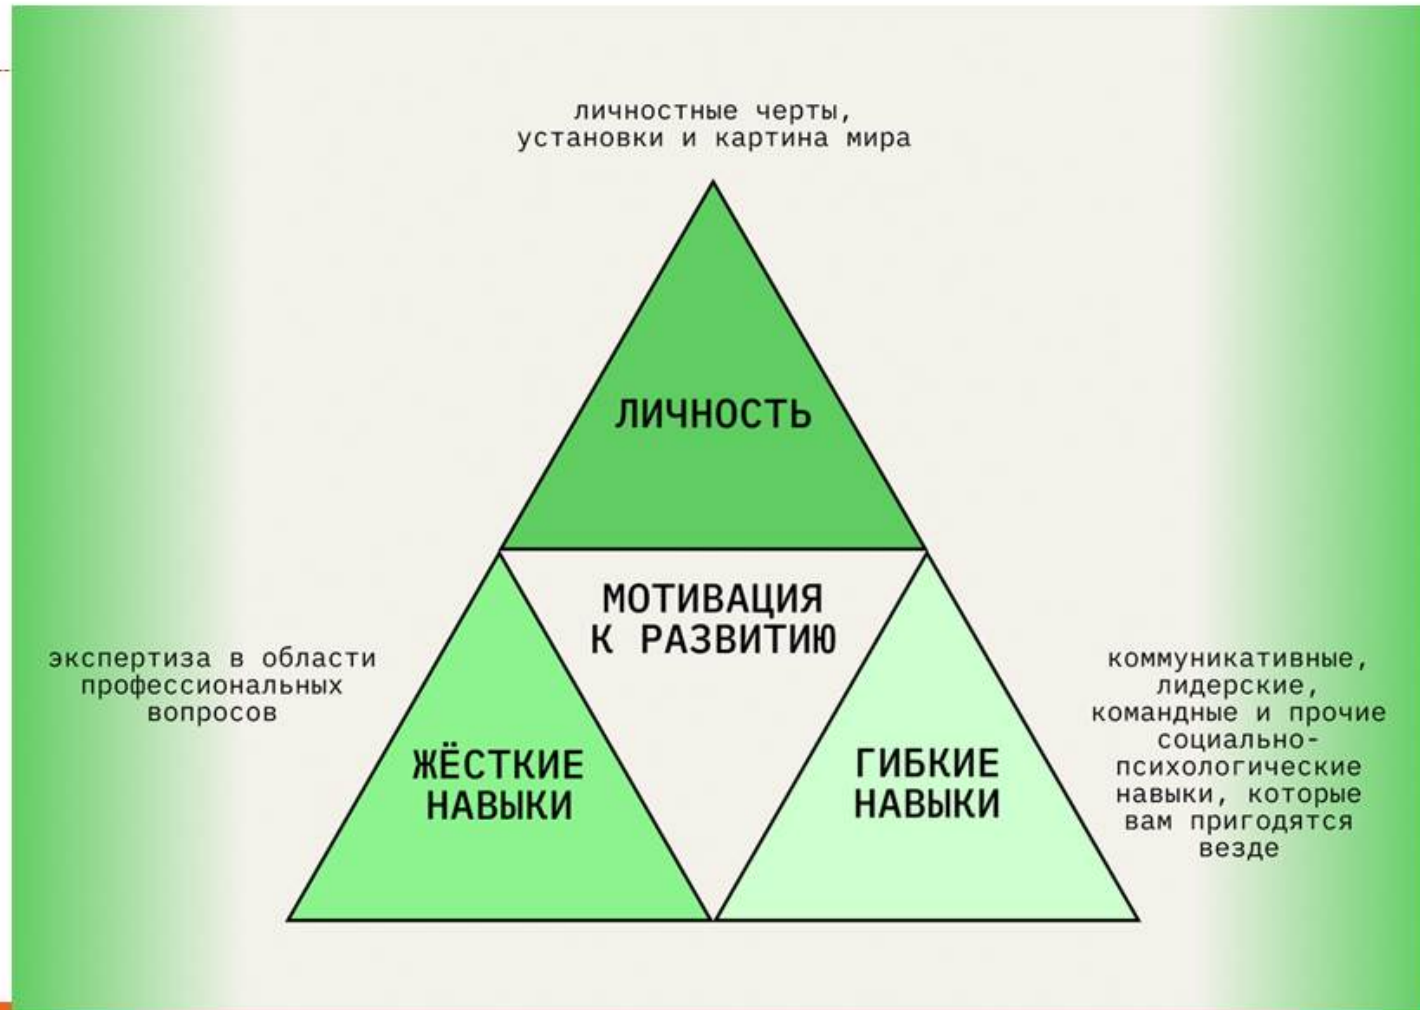 личностные черты,
установки и картина мира
ЛИЧНОСТЬ
МОТИВАЦИЯ
К РАЗВИТИЮ
экспертиза в области
профессиональных
вопросов
ЖЁСТКИЕ
НАВЫКИ
ГИБКИЕ
НАВЫКИ
коммуникативные,
лидерские,
командные и прочие
социально-
психологические
навыки, которые
вам пригодятся
везде